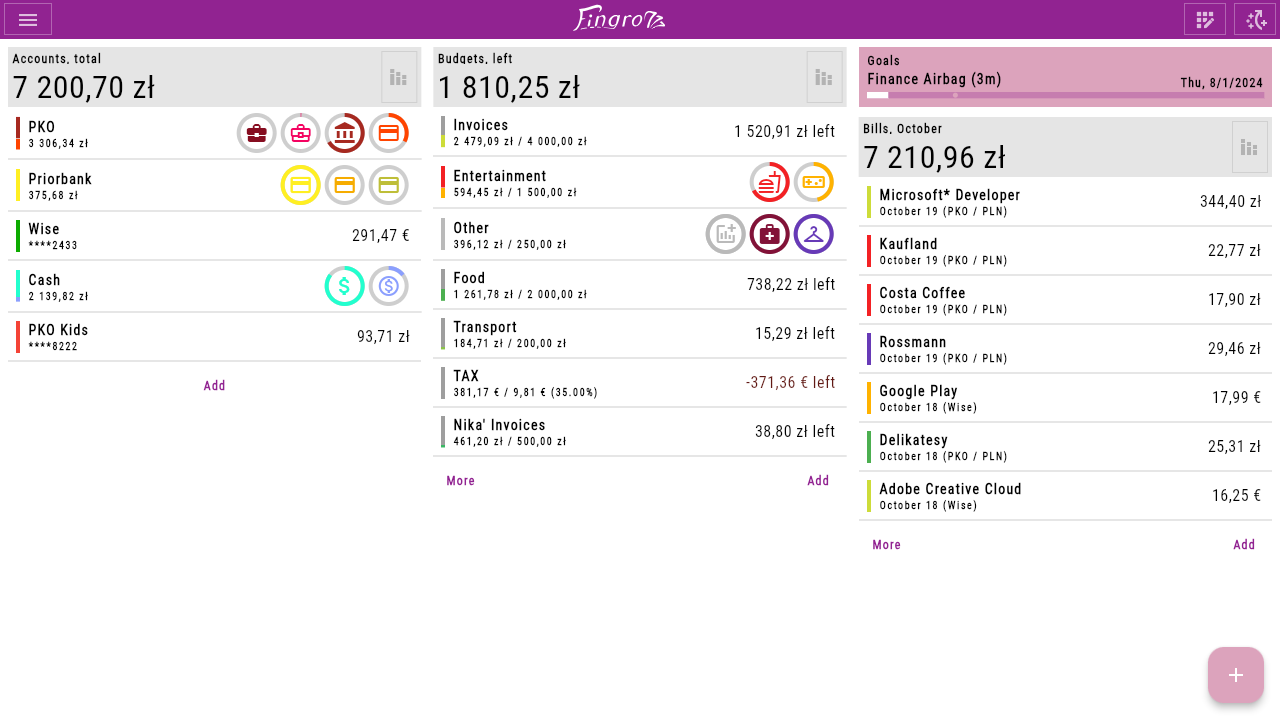 Fingrom
Accounts, total
7 200,70 zł
PKO
3 306,34 zł
Priorbank
375,68 zł
Wise
****2433
291,47 €
Cash
2 139,82 zł
PKO Kids
****8222
93,71 zł
Add
Budgets, left
1 810,25 zł
Invoices
2 479,09 zł / 4 000,00 zł
1 520,91 zł left
Entertainment
594,45 zł / 1 500,00 zł
Other
396,12 zł / 250,00 zł
Food
1 261,78 zł / 2 000,00 zł
738,22 zł left
Transport
184,71 zł / 200,00 zł
15,29 zł left
TAX
381,17 € / 9,81 € (35.00%)
-371,36 € left
Nika' Invoices
461,20 zł / 500,00 zł
38,80 zł left
More
Add
Goals
Finance Airbag (3m)
Thu, 8/1/2024
Bills, October
7 210,96 zł
Microsoft* Developer
October 19 (PKO / PLN)
344,40 zł
Kaufland
October 19 (PKO / PLN)
22,77 zł
Costa Coffee
October 19 (PKO / PLN)
17,90 zł
Rossmann
October 19 (PKO / PLN)
29,46 zł
Google Play
October 18 (Wise)
17,99 €
Delikatesy
October 18 (PKO / PLN)
25,31 zł
Adobe Creative Cloud
October 18 (Wise)
16,25 €
More
Add